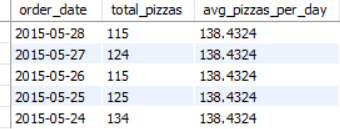 order_date total_pizzas avg_pizzas_per_day
2015-05-28 115 138.4324
2015-05-27 124 138.4324
2015-05-26 115 138.4324
2015-05-25 125 138.4324
2015-05-24 134 138.4324